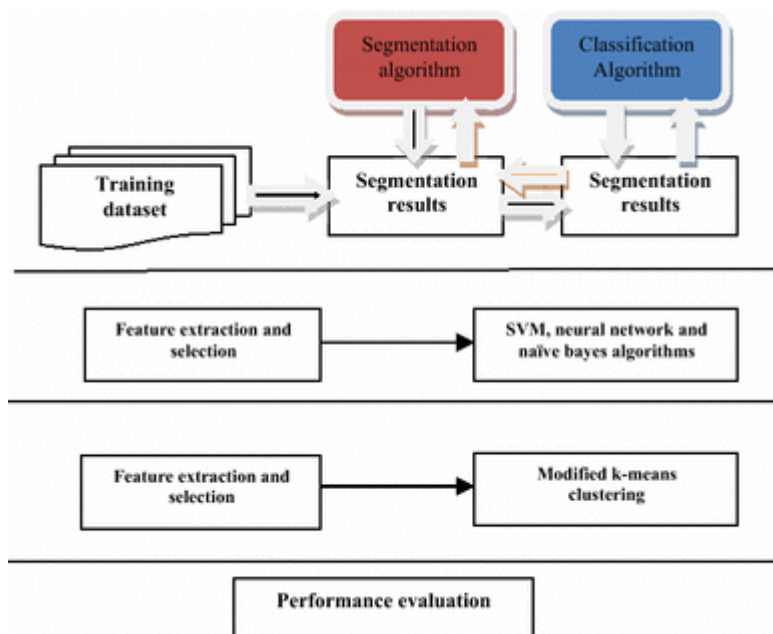 Segmentation
algorithm
Classification
Algorithm
Training
dataset
Segmentation
results
Segmentation
results
Feature extraction and
selection
SVM, neural network and
naïve bayes algorithms
Feature extraction and
selection
Modified k-means
clustering
Performance evaluation